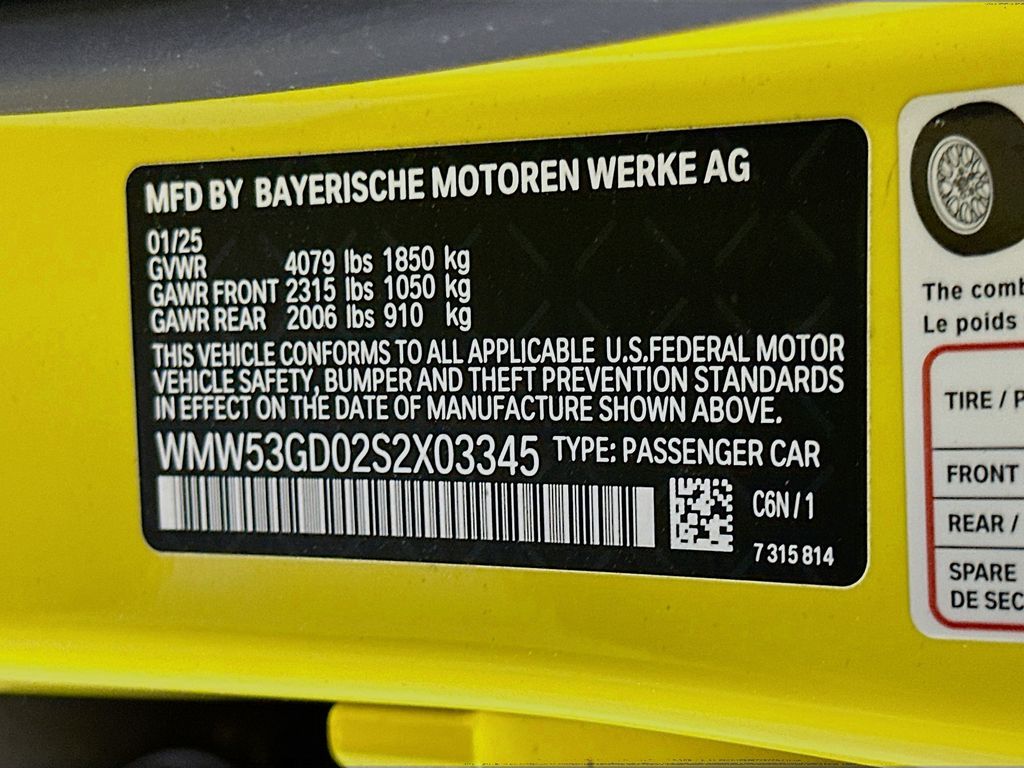 MFD BY BAYERISCHE MOTOREN WERKE AG
01/25
GVWR 4079 lbs 1850 kg
GAWR FRONT 2315 lbs 1050 kg
GAWR REAR 2006 lbs 910 kg
THIS VEHICLE CONFORMS TO ALL APPLICABLE U.S.FEDERAL MOTOR
VEHICLE SAFETY, BUMPER AND THEFT PREVENTION STANDARDS
IN EFFECT ON THE DATE OF MANUFACTURE SHOWN ABOVE.
WMW53GD02S2X03345 TYPE: PASSENGER CAR
C6N/1
7 315 814
The comb
Le poids
TIRE / P
FRONT
REAR /
SPARE
DE SEC